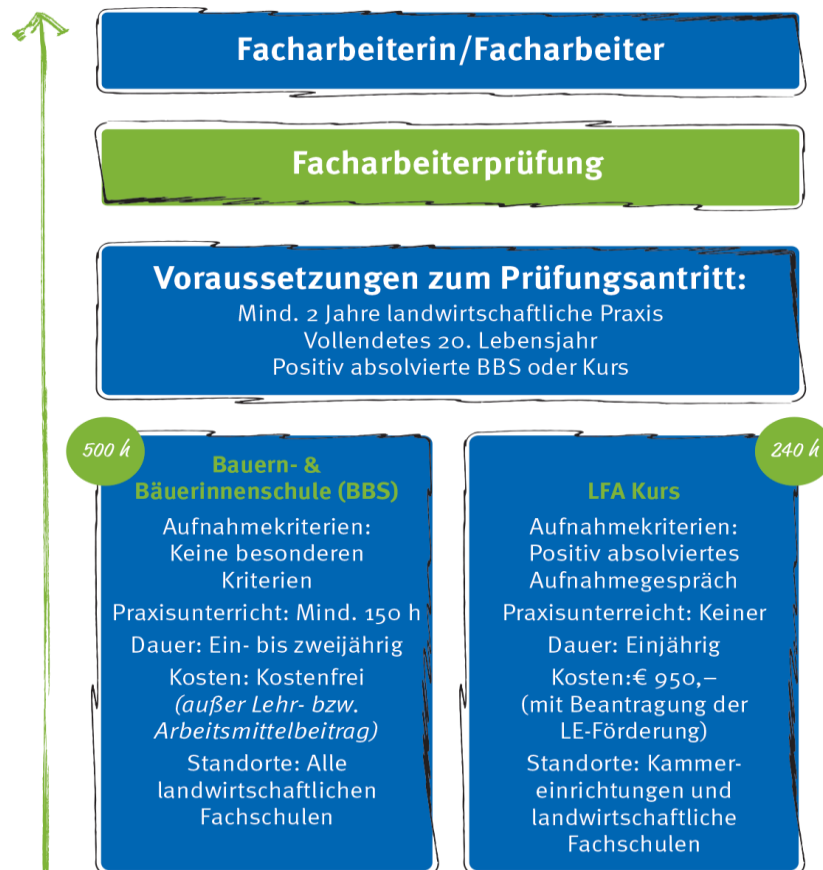 Facharbeiterin/Facharbeiter
Facharbeiterprüfung
Voraussetzungen zum Prüfungsantritt:
Mind. 2 Jahre landwirtschaftliche Praxis
Vollendetes 20. Lebensjahr
Positiv absolvierte BBS oder Kurs
500 h
Bauern- &
Bäuerinnenschule (BBS)
Aufnahmekriterien:
Keine besonderen
Kriterien
Praxisunterricht: Mind. 150 h
Dauer: Ein- bis zweijährig
Kosten: Kostenfrei
(außer Lehr- bzw.
Arbeitsmittelbeitrag)
Standorte: Alle
landwirtschaftlichen
Fachschulen
240 h
LFA Kurs
Aufnahmekriterien:
Positiv absolviertes
Aufnahmegespräch
Praxisunterreicht: Keiner
Dauer: Einjährig
Kosten:€ 950,–
(mit Beantragung der
LE-Förderung)
Standorte: Kammer-
einrichtungen und
landwirtschaftliche
Fachschulen